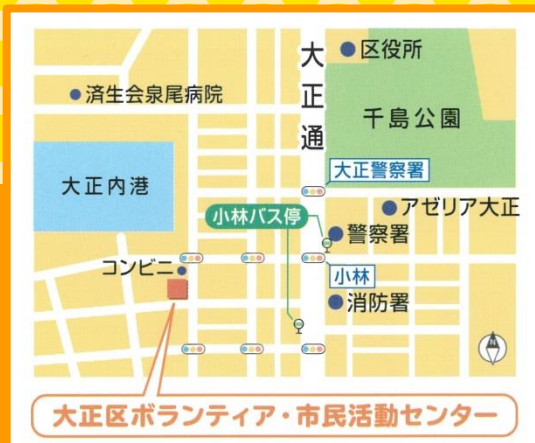 区役所
大正通
済生会泉尾病院
千島公園
大正警察署
大正内港
アゼリア大正
小林バス停
警察署
コンビニ
小林
消防署
N
大正区ボランティア・市民活動センター